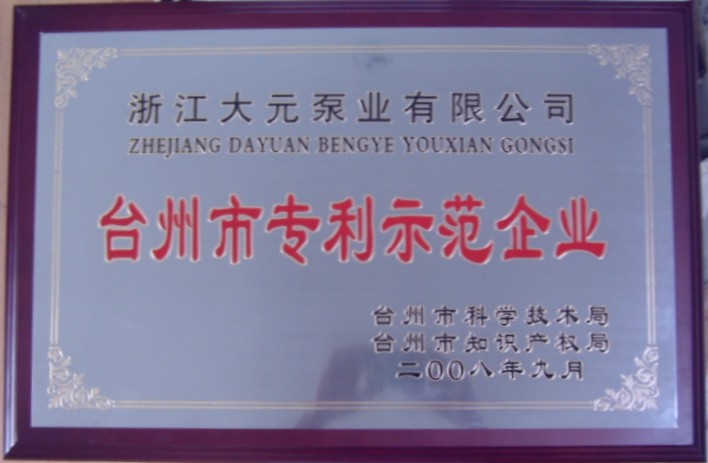 浙江大元泵业有限公司
ZHEJIANG DAYUAN BENGYE YOUXIAN GONGSI
台州市专利示范企业
台州市科学技术局
台州市知识产权局
二00八年九月